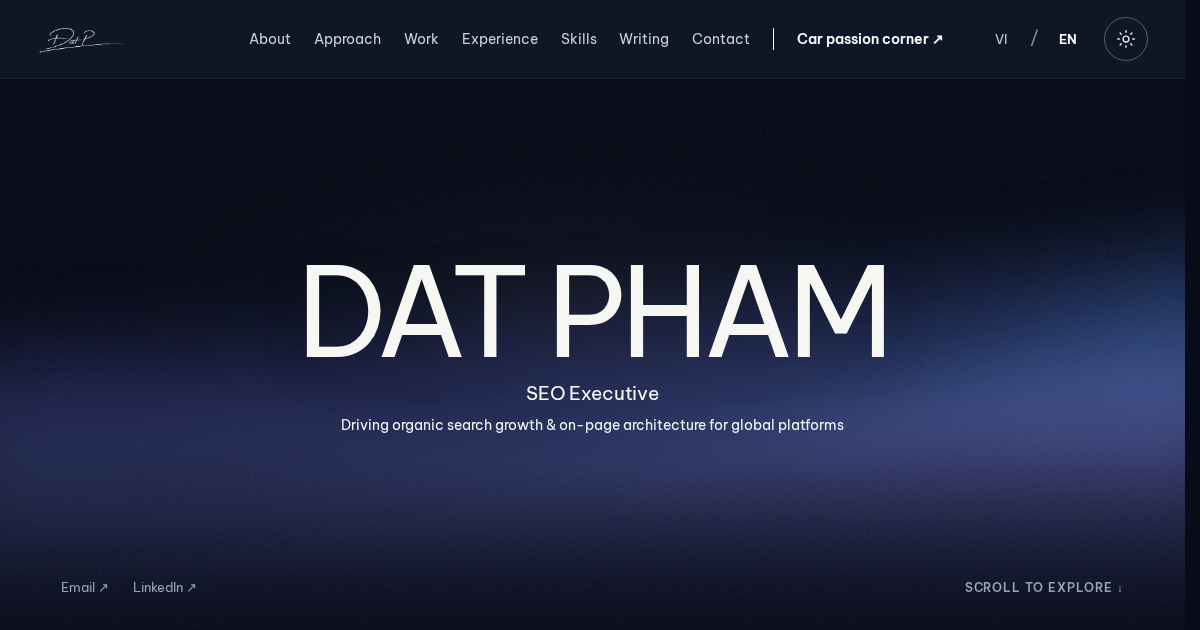 Dat P
About Approach Work Experience Skills Writing Contact Car passion corner ↗ VI / EN
DAT PHAM
SEO Executive
Driving organic search growth & on-page architecture for global platforms
Email ↗ LinkedIn ↗ SCROLL TO EXPLORE ↓